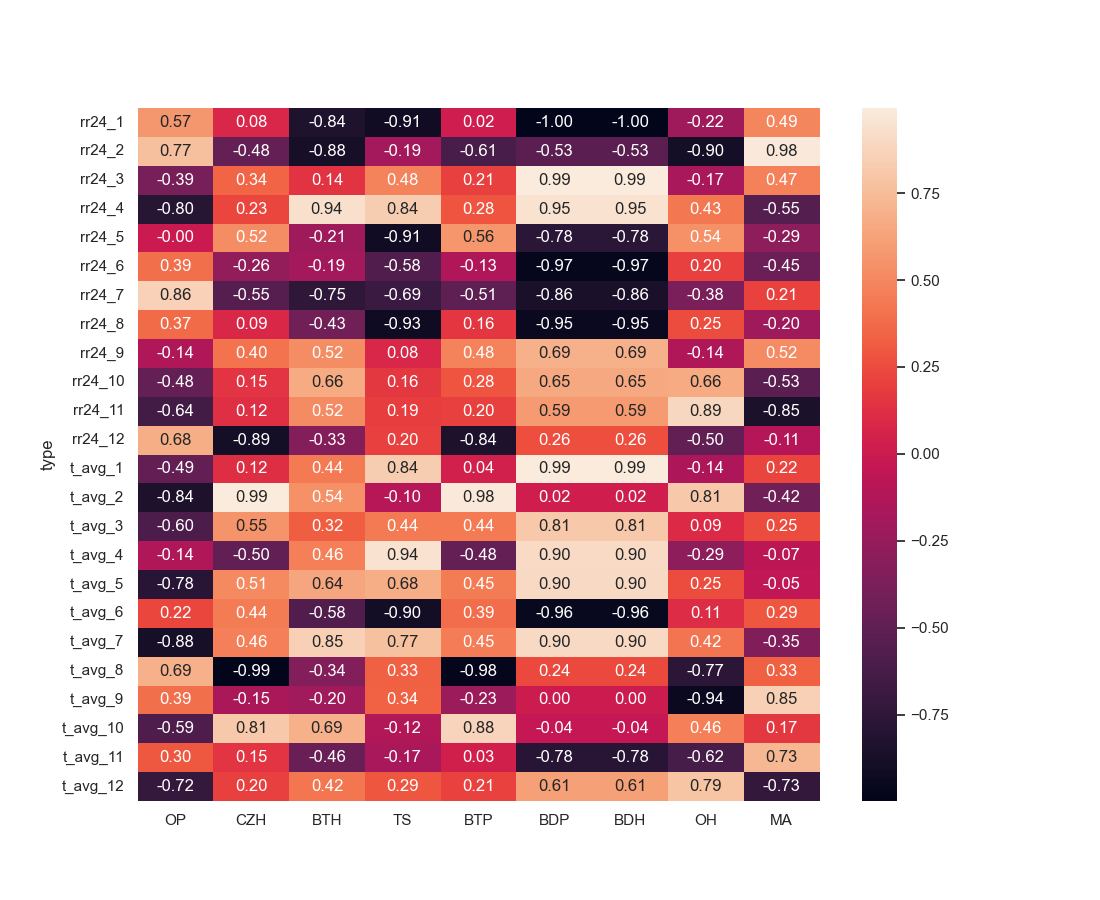 rr24_1 0.57 0.08 -0.84 -0.91 0.02 -1.00 -1.00 -0.22 0.49
rr24_2 0.77 -0.48 -0.88 -0.19 -0.61 -0.53 -0.53 -0.90 0.98
rr24_3 -0.39 0.34 0.14 0.48 0.21 0.99 0.99 -0.17 0.47
0.75
rr24_4 -0.80 0.23 0.94 0.84 0.28 0.95 0.95 0.43 -0.55
rr24_5 -0.00 0.52 -0.21 -0.91 0.56 -0.78 -0.78 0.54 -0.29
rr24_6 0.39 -0.26 -0.19 -0.58 -0.13 -0.97 -0.97 0.20 -0.45
0.50
rr24_7 0.86 -0.55 -0.75 -0.69 -0.51 -0.86 -0.86 -0.38 0.21
rr24_8 0.37 0.09 -0.43 -0.93 0.16 -0.95 -0.95 0.25 -0.20
rr24_9 -0.14 0.40 0.52 0.08 0.48 0.69 0.69 -0.14 0.52
0.25
rr24_10 -0.48 0.15 0.66 0.16 0.28 0.65 0.65 0.66 -0.53
rr24_11 -0.64 0.12 0.52 0.19 0.20 0.59 0.59 0.89 -0.85
rr24_12 0.68 -0.89 -0.33 0.20 -0.84 0.26 0.26 -0.50 -0.11
type
0.00
t_avg_1 -0.49 0.12 0.44 0.84 0.04 0.99 0.99 -0.14 0.22
t_avg_2 -0.84 0.99 0.54 -0.10 0.98 0.02 0.02 0.81 -0.42
t_avg_3 -0.60 0.55 0.32 0.44 0.44 0.81 0.81 0.09 0.25
−0.25
t_avg_4 -0.14 -0.50 0.46 0.94 -0.48 0.90 0.90 -0.29 -0.07
t_avg_5 -0.78 0.51 0.64 0.68 0.45 0.90 0.90 0.25 -0.05
t_avg_6 0.22 0.44 -0.58 -0.90 0.39 -0.96 -0.96 0.11 0.29
−0.50
t_avg_7 -0.88 0.46 0.85 0.77 0.45 0.90 0.90 0.42 -0.35
t_avg_8 0.69 -0.99 -0.34 0.33 -0.98 0.24 0.24 -0.77 0.33
t_avg_9 0.39 -0.15 -0.20 0.34 -0.23 0.00 0.00 -0.94 0.85
−0.75
t_avg_10 -0.59 0.81 0.69 -0.12 0.88 -0.04 -0.04 0.46 0.17
t_avg_11 0.30 0.15 -0.46 -0.17 0.03 -0.78 -0.78 -0.62 0.73
t_avg_12 -0.72 0.20 0.42 0.29 0.21 0.61 0.61 0.79 -0.73
OP CZH BTH TS BTP BDP BDH OH MA